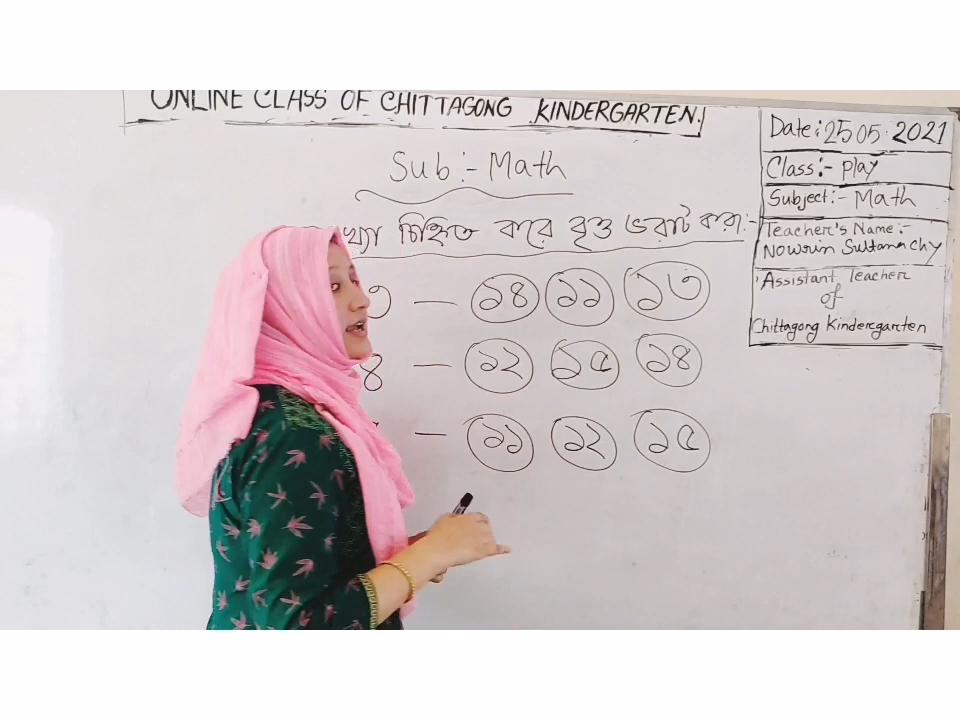 ONLINE CLASS OF CHITTAGONG KINDERGARTEN.
Sub:- Math
খ্যা চিহ্নিত করে বৃত্ত ভরাট কর:-
৩ — ১৪ ১১ ১৩
৪ — ১২ ১৫ ১৪
— ১১ ১২ ১৫
Date: 25 05 . 2021
Class:- play
Subject:- Math
Teacher's Name:-
Nowrin Sultana Chy
Assistant Teacher
of
Chittagong Kindergarten